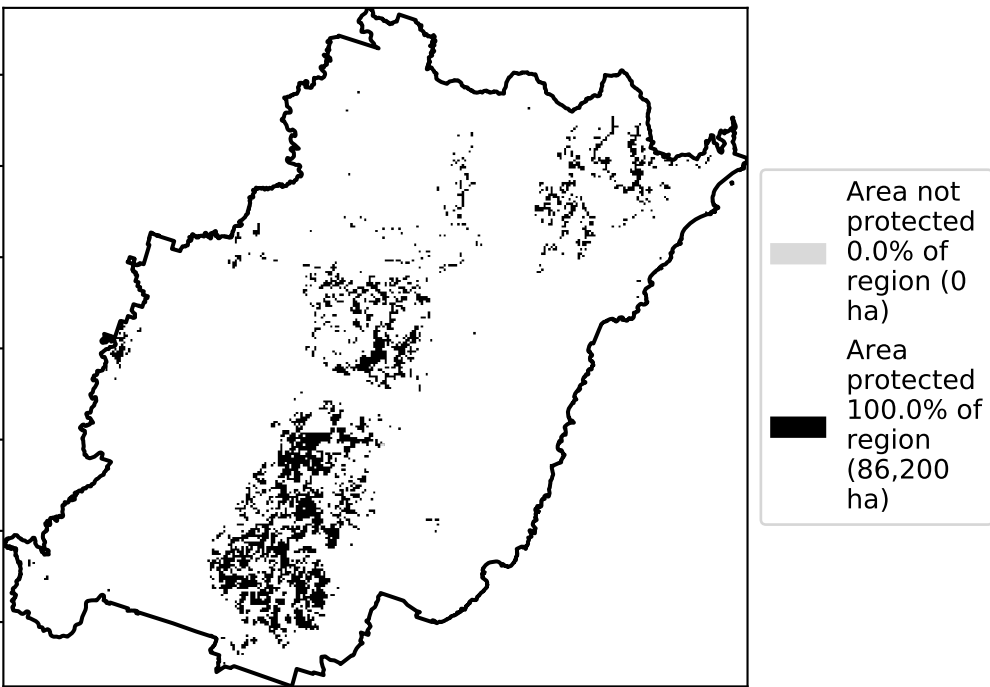 Area not
protected
0.0% of
region (0
ha)
Area
protected
100.0% of
region
(86,200
ha)